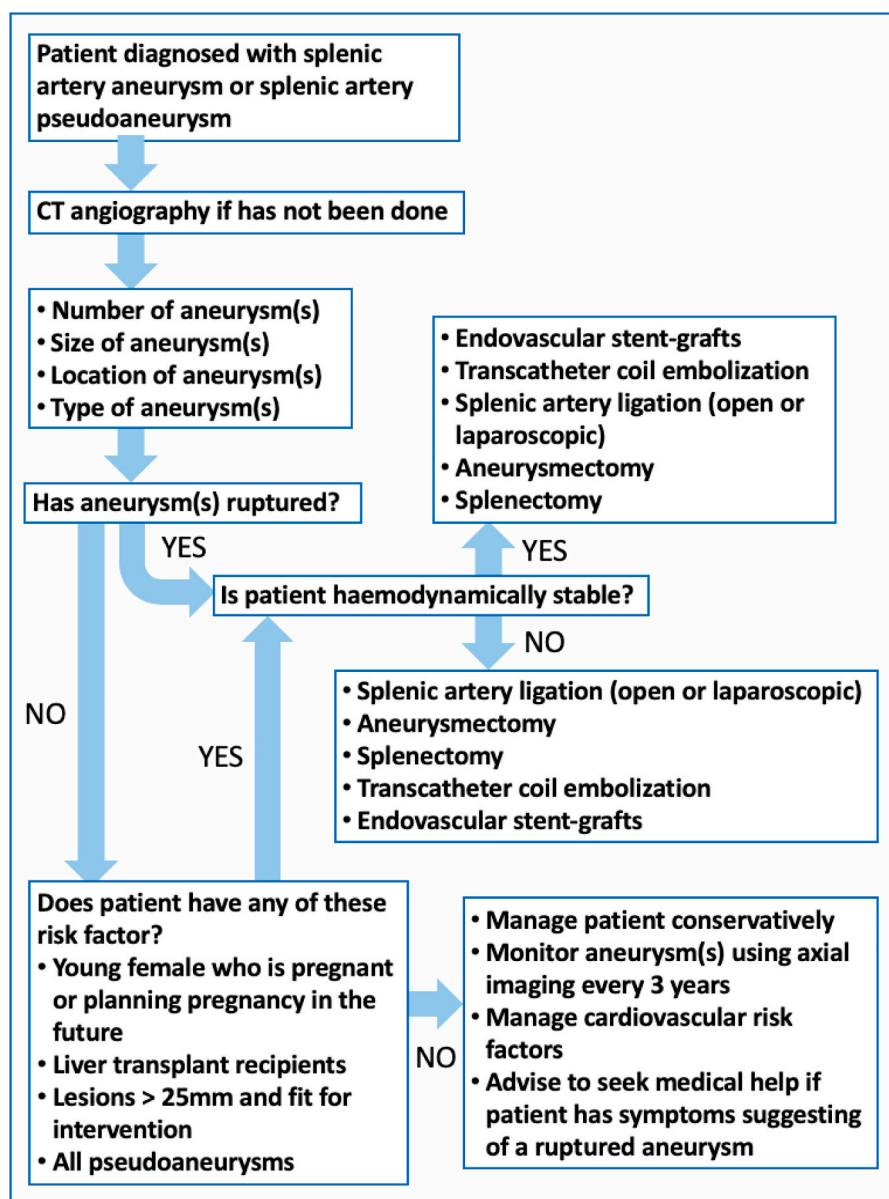 Patient diagnosed with splenic
artery aneurysm or splenic artery
pseudoaneurysm
CT angiography if has not been done
• Number of aneurysm(s)
• Size of aneurysm(s)
• Location of aneurysm(s)
• Type of aneurysm(s)
• Endovascular stent-grafts
• Transcatheter coil embolization
• Splenic artery ligation (open or
laparoscopic)
• Aneurysmectomy
• Splenectomy
Has aneurysm(s) ruptured?
YES
YES
Is patient haemodynamically stable?
NO
• Splenic artery ligation (open or laparoscopic)
• Aneurysmectomy
• Splenectomy
• Transcatheter coil embolization
• Endovascular stent-grafts
NO
YES
Does patient have any of these
risk factor?
• Young female who is pregnant
or planning pregnancy in the
future
• Liver transplant recipients
• Lesions > 25mm and fit for
intervention
• All pseudoaneurysms
NO
• Manage patient conservatively
• Monitor aneurysm(s) using axial
imaging every 3 years
• Manage cardiovascular risk
factors
• Advise to seek medical help if
patient has symptoms suggesting
of a ruptured aneurysm